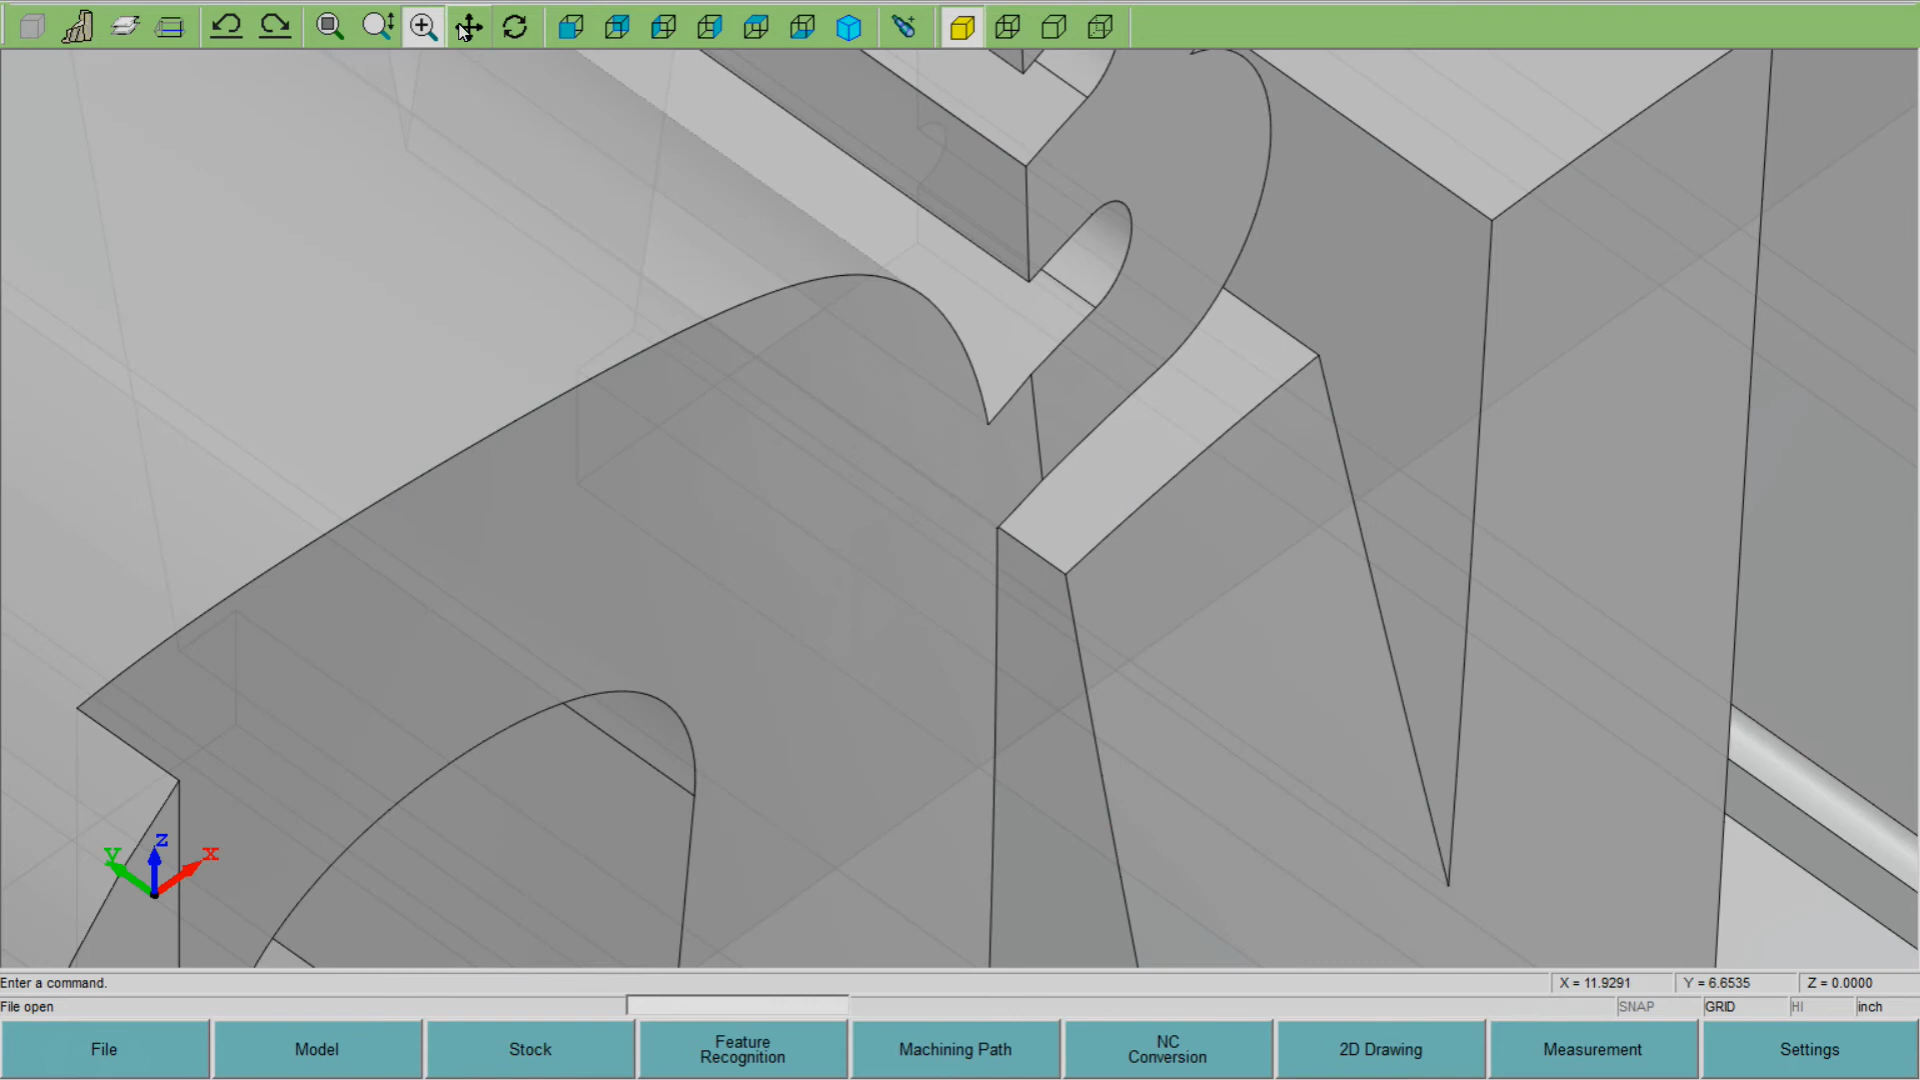 z
y
x
Enter a command.
X = 11.9291
Y = 6.6535
Z = 0.0000
File open
SNAP
GRID
HI
inch
File
Model
Stock
Feature
Recognition
Machining Path
NC
Conversion
2D Drawing
Measurement
Settings